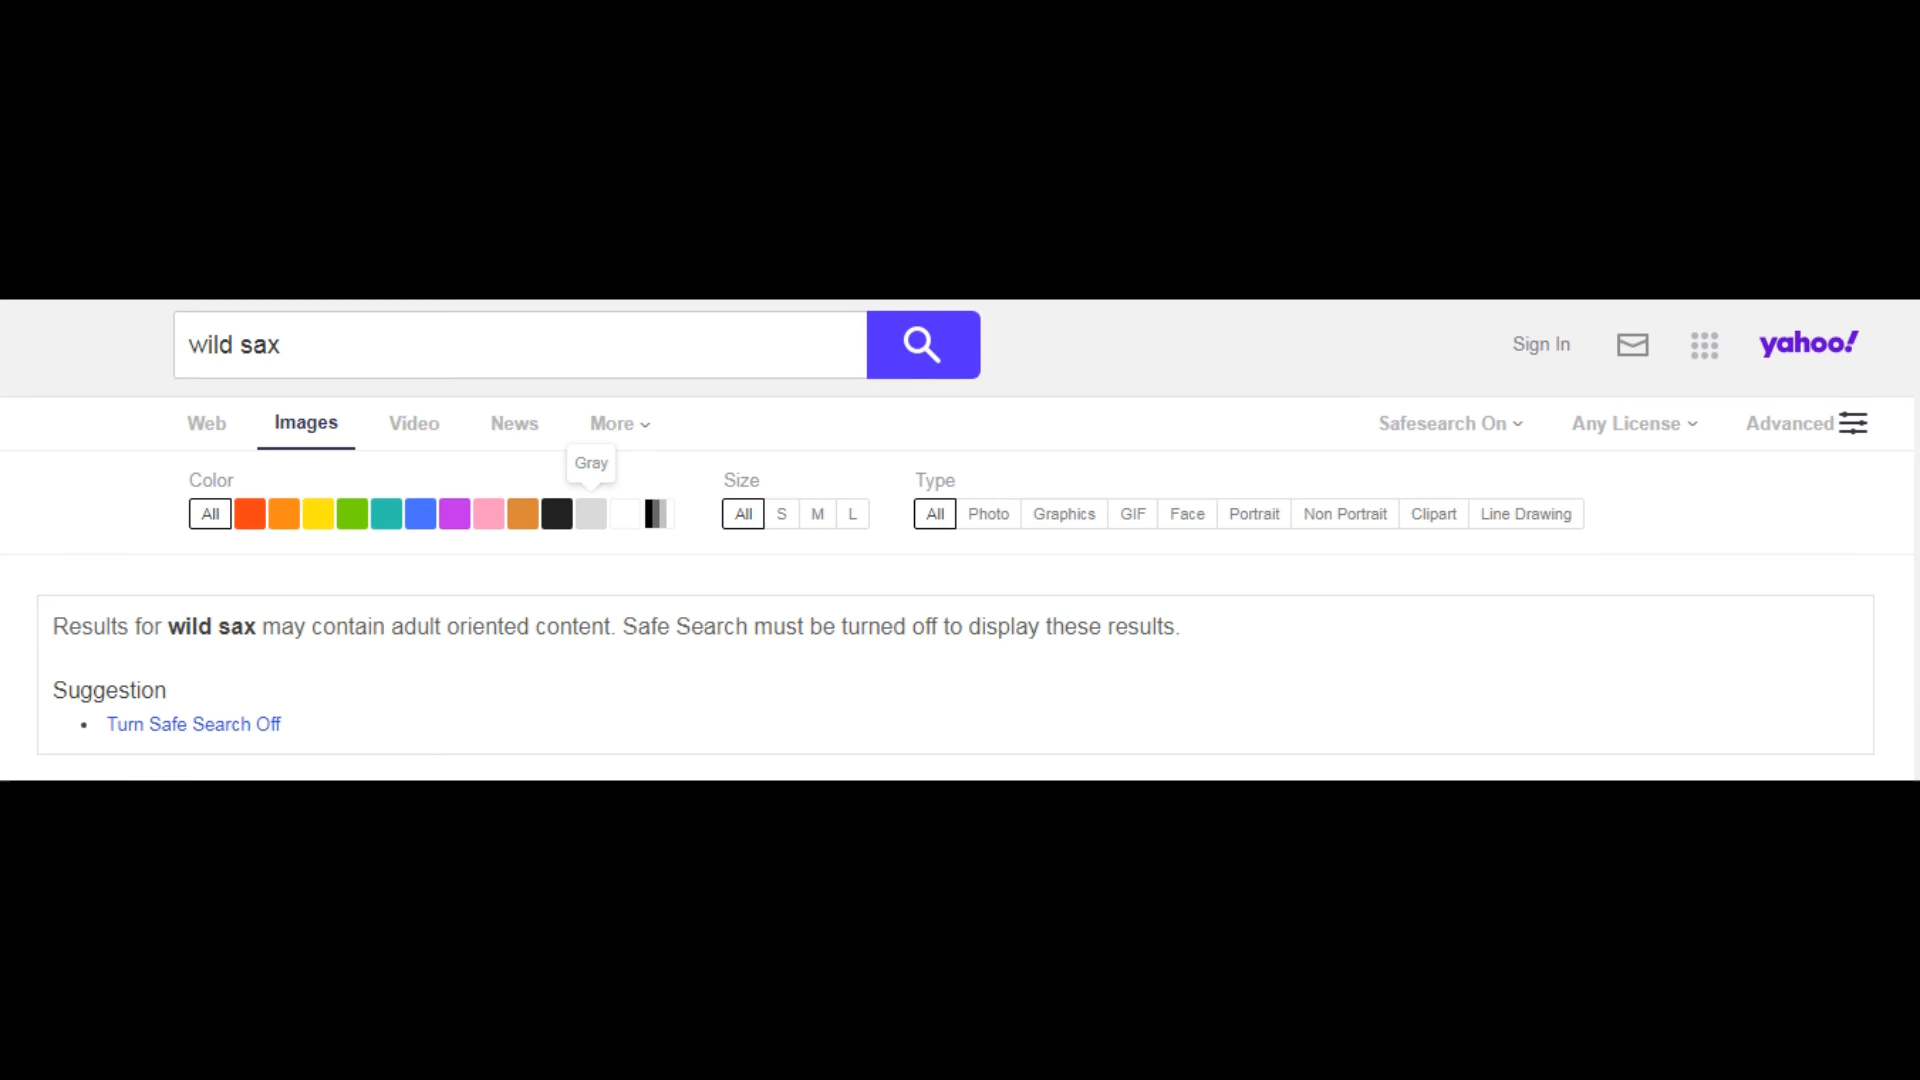 wild sax
Sign In
yahoo!
Web Images Video News More
Safesearch On Any License Advanced
Gray
Color
All
Size
All S M L
Type
All Photo Graphics GIF Face Portrait Non Portrait Clipart Line Drawing
Results for wild sax may contain adult oriented content. Safe Search must be turned off to display these results.
Suggestion
• Turn Safe Search Off